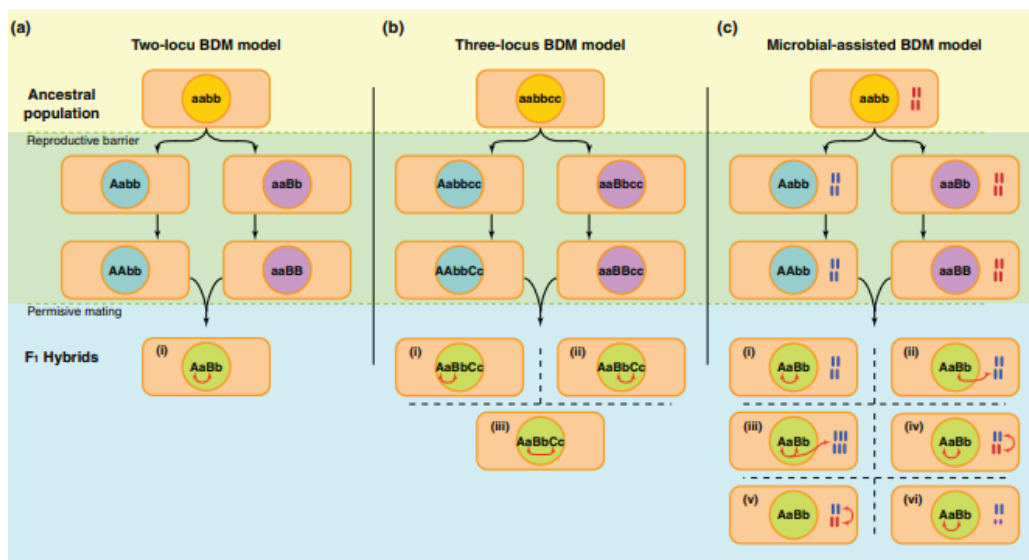 (a)
Two-locu BDM model
(b)
Three-locus BDM model
(c)
Microbial-assisted BDM model
Ancestral
population
aabb
aabbcc
aabb
Reproductive barrier
Aabb
aaBb
Aabbcc
aaBbcc
Aabb
aaBb
AAbb
aaBB
AAbbCc
aaBBcc
AAbb
aaBB
Permisive mating
F1 Hybrids
(i)
AaBb
(i)
AaBbCc
(ii)
AaBbCc
(i)
AaBb
(ii)
AaBb
(iii)
AaBbCc
(iii)
AaBb
(iv)
AaBb
(v)
AaBb
(vi)
AaBb